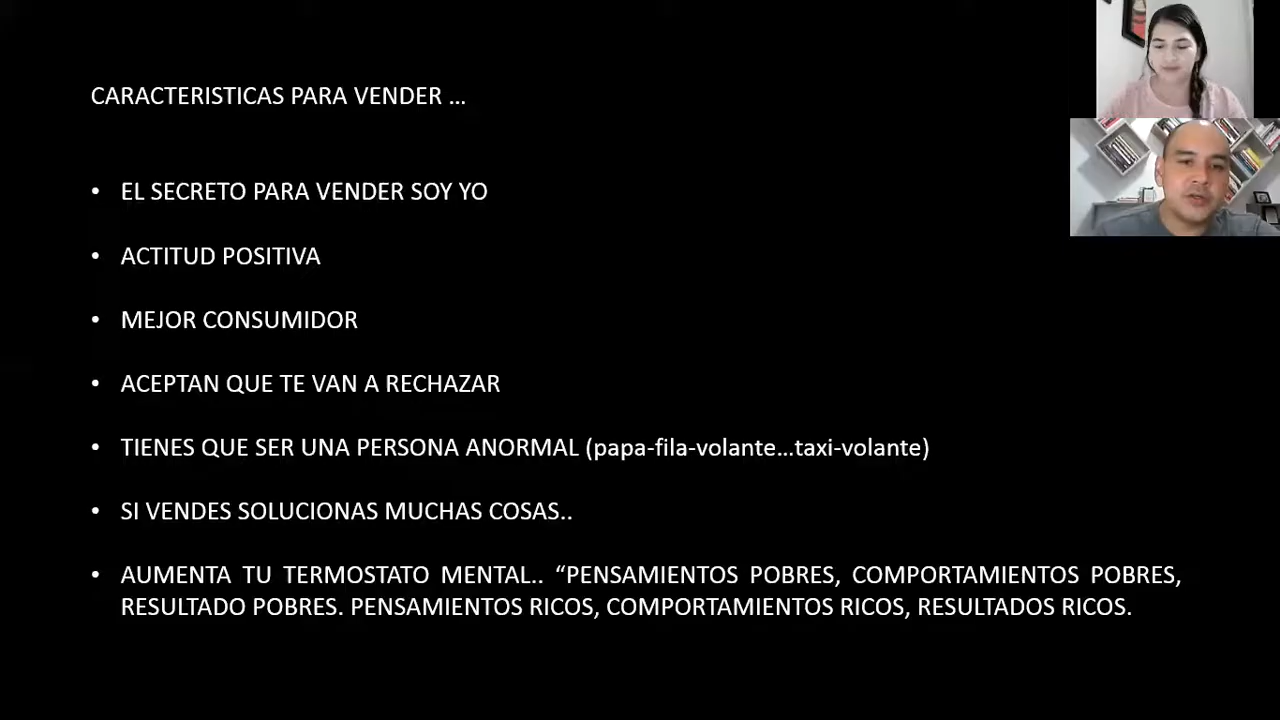 CARACTERISTICAS PARA VENDER ...
• EL SECRETO PARA VENDER SOY YO
• ACTITUD POSITIVA
• MEJOR CONSUMIDOR
• ACEPTAN QUE TE VAN A RECHAZAR
• TIENES QUE SER UNA PERSONA ANORMAL (papa-fila-volante...taxi-volante)
• SI VENDES SOLUCIONAS MUCHAS COSAS..
• AUMENTA TU TERMOSTATO MENTAL.. “PENSAMIENTOS POBRES, COMPORTAMIENTOS POBRES,
RESULTADO POBRES. PENSAMIENTOS RICOS, COMPORTAMIENTOS RICOS, RESULTADOS RICOS.